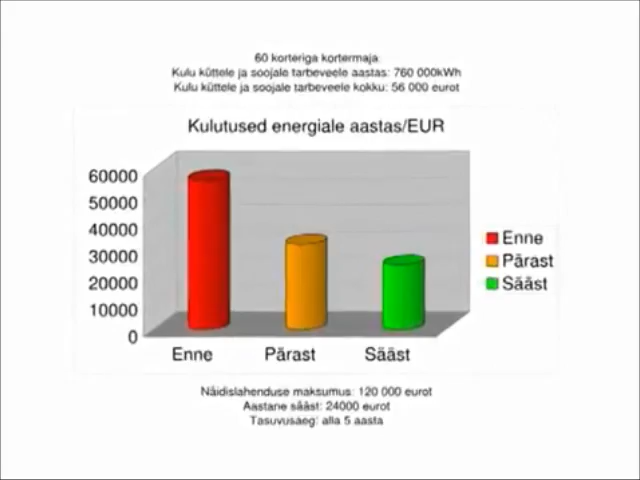 60 korteriga kortermaja:
Kulu küttele ja soojale tarbeveele aastas: 760 000kWh
Kulu küttele ja soojale tarbeveele kokku: 56 000 eurot
Kulutused energiale aastas/EUR
60000
50000
40000
30000
20000
10000
0
Enne
Pärast
Sääst
Enne Pärast Sääst
Näidislahenduse maksumus: 120 000 eurot
Aastane sääst: 24000 eurot
Tasuvusaeg: alla 5 aasta